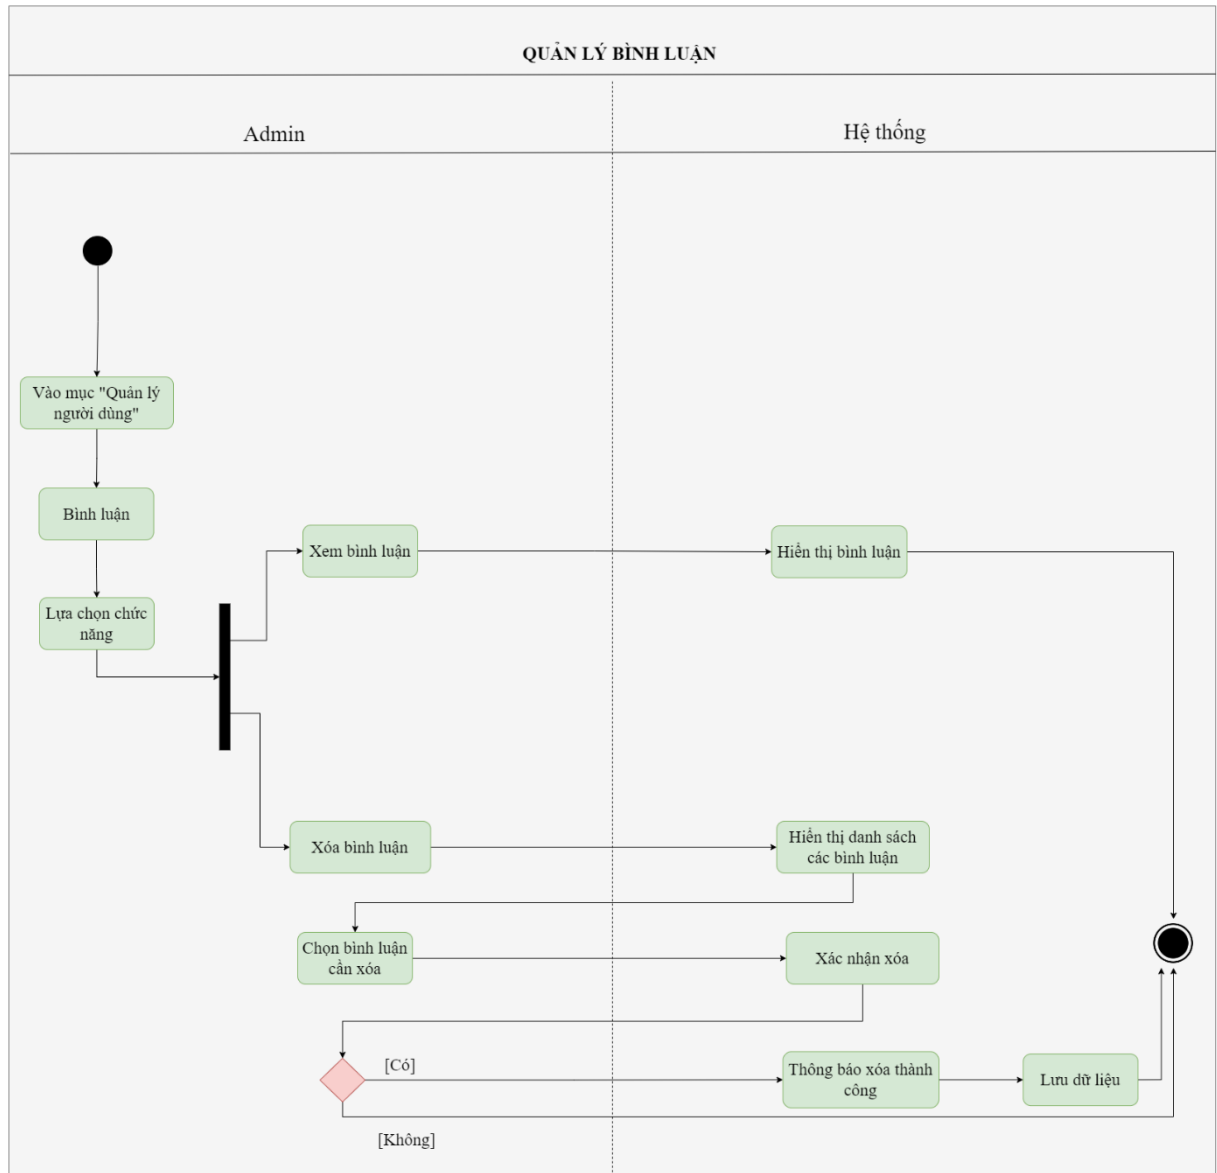 QUẢN LÝ BÌNH LUẬN
Admin
Hệ thống
Vào mục "Quản lý
người dùng"
Bình luận
Lựa chọn chức
năng
Xem bình luận
Hiển thị bình luận
Xóa bình luận
Hiển thị danh sách
các bình luận
Chọn bình luận
cần xóa
Xác nhận xóa
[Có]
Thông báo xóa thành
công
Lưu dữ liệu
[Không]